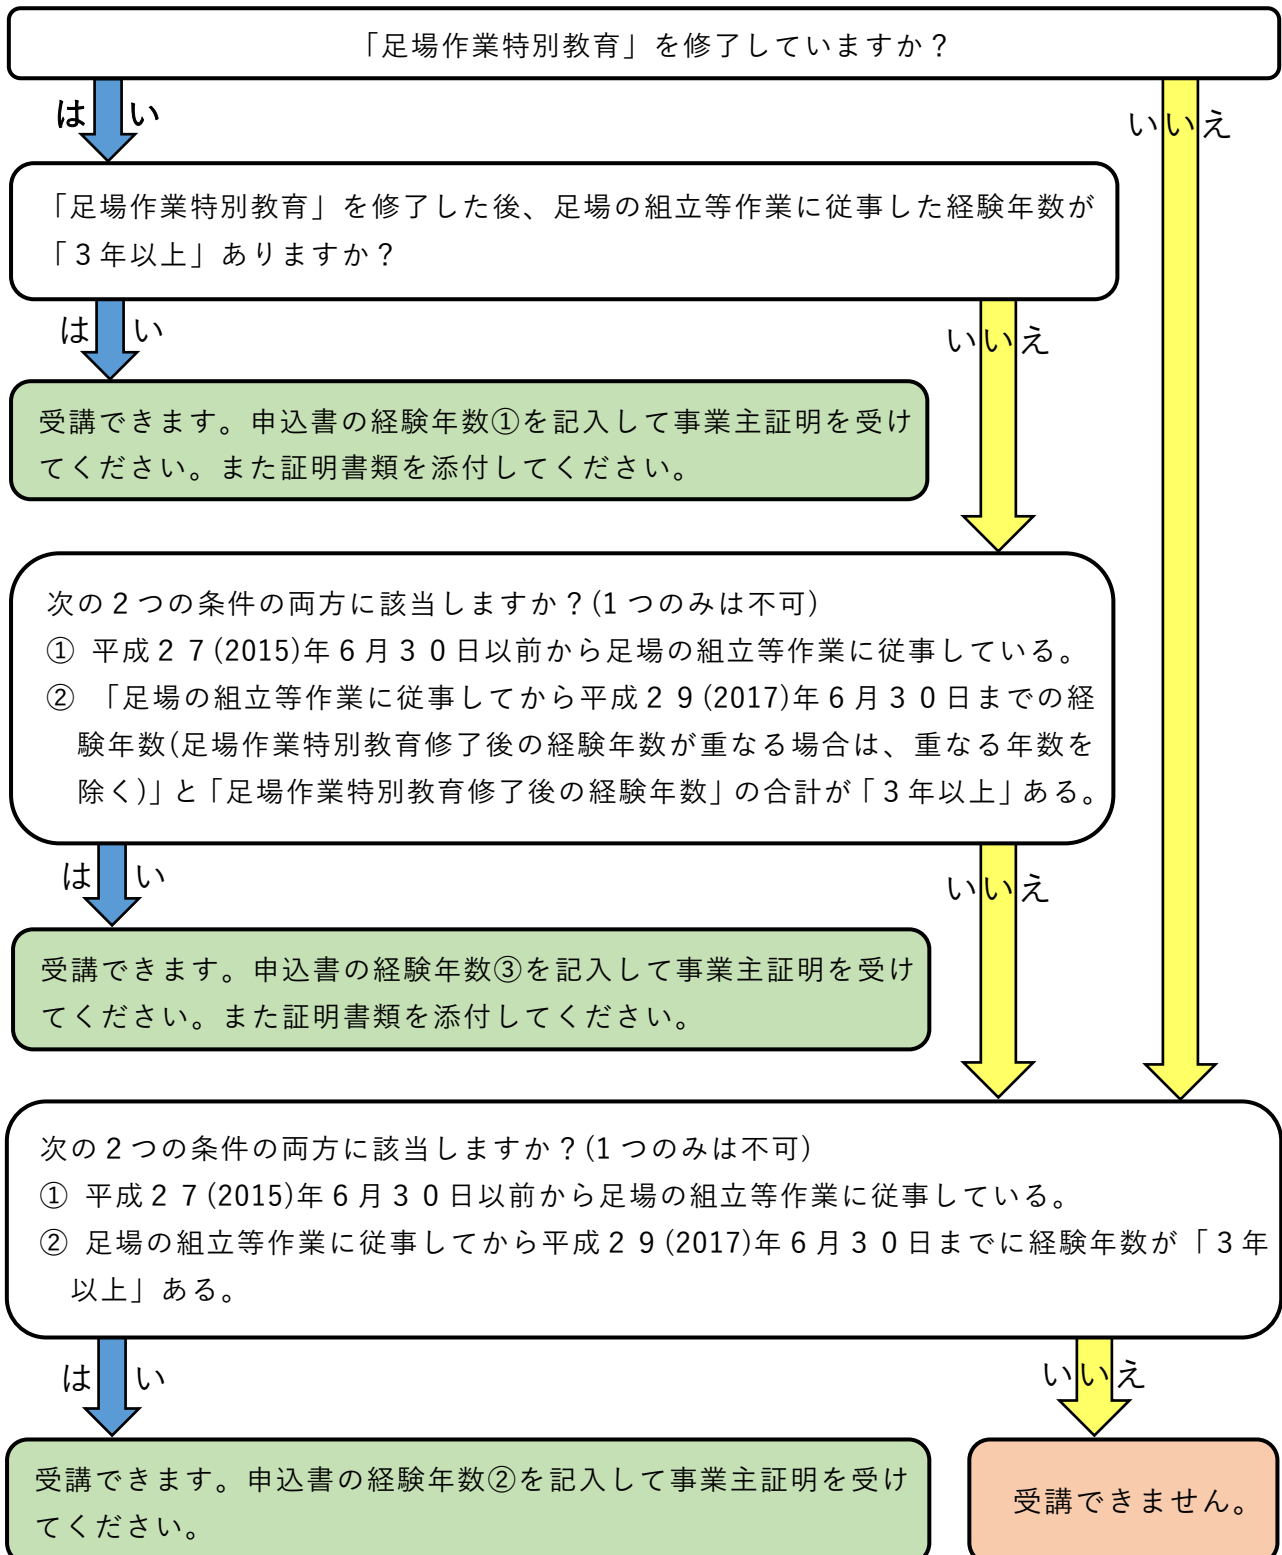 「足場作業特別教育」を修了していますか？
はい
いいえ
「足場作業特別教育」を修了した後、足場の組立等作業に従事した経験年数が
「３年以上」ありますか？
はい
いいえ
受講できます。申込書の経験年数①を記入して事業主証明を受け
てください。また証明書類を添付してください。
次の２つの条件の両方に該当しますか？(1つのみは不可)
① 平成２７(2015)年６月３０日以前から足場の組立等作業に従事している。
② 「足場の組立等作業に従事してから平成２９(2017)年６月３０日までの経
験年数(足場作業特別教育修了後の経験年数が重なる場合は、重なる年数を
除く)」と「足場作業特別教育修了後の経験年数」の合計が「３年以上」ある。
はい
いいえ
受講できます。申込書の経験年数③を記入して事業主証明を受け
てください。また証明書類を添付してください。
次の２つの条件の両方に該当しますか？(1つのみは不可)
① 平成２７(2015)年６月３０日以前から足場の組立等作業に従事している。
② 足場の組立等作業に従事してから平成２９(2017)年６月３０日までに経験年数が「３年
以上」ある。
はい
いいえ
受講できます。申込書の経験年数②を記入して事業主証明を受け
てください。
受講できません。